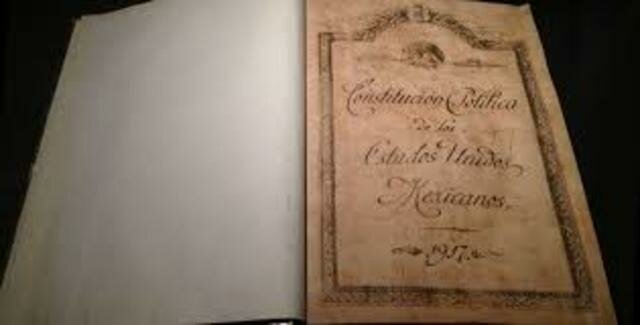 Constitución Política
de los
Estados Unidos
Mexicanos.
1917.